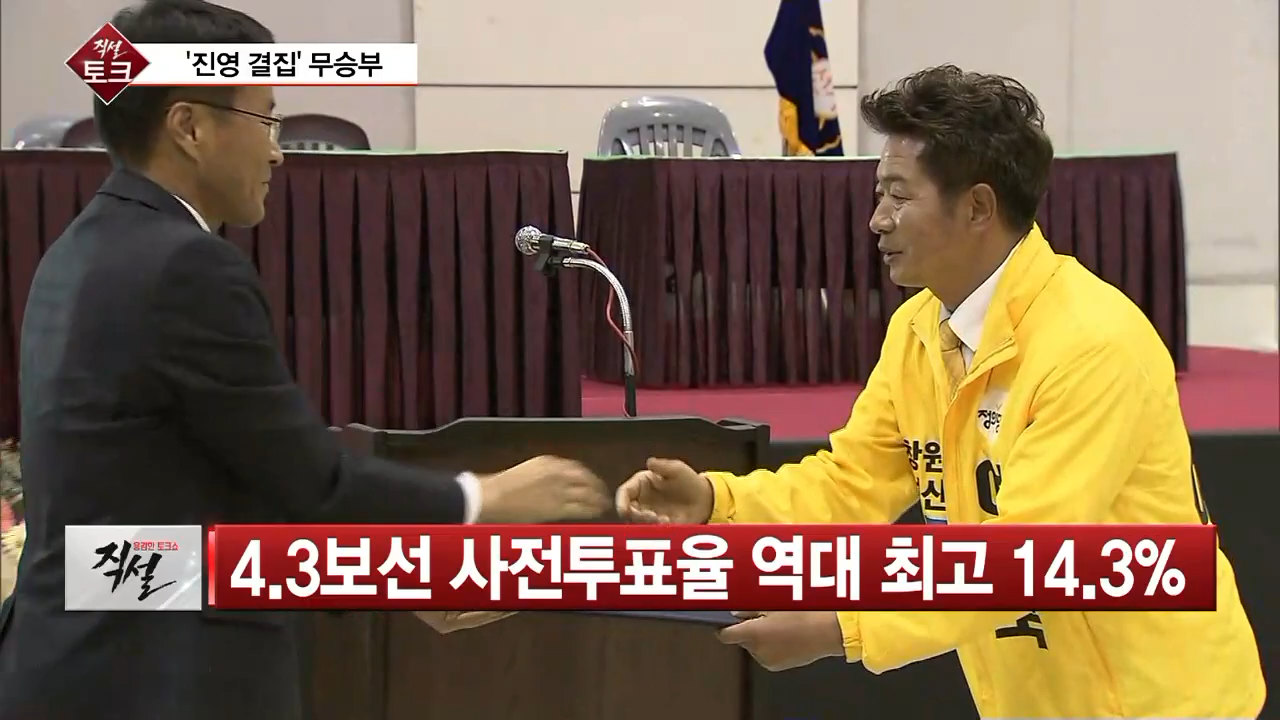 직설
토크
'진영 결집' 무승부
정의당
창원
용감한 토크쇼
직설
4.3보선 사전투표율 역대 최고 14.3%